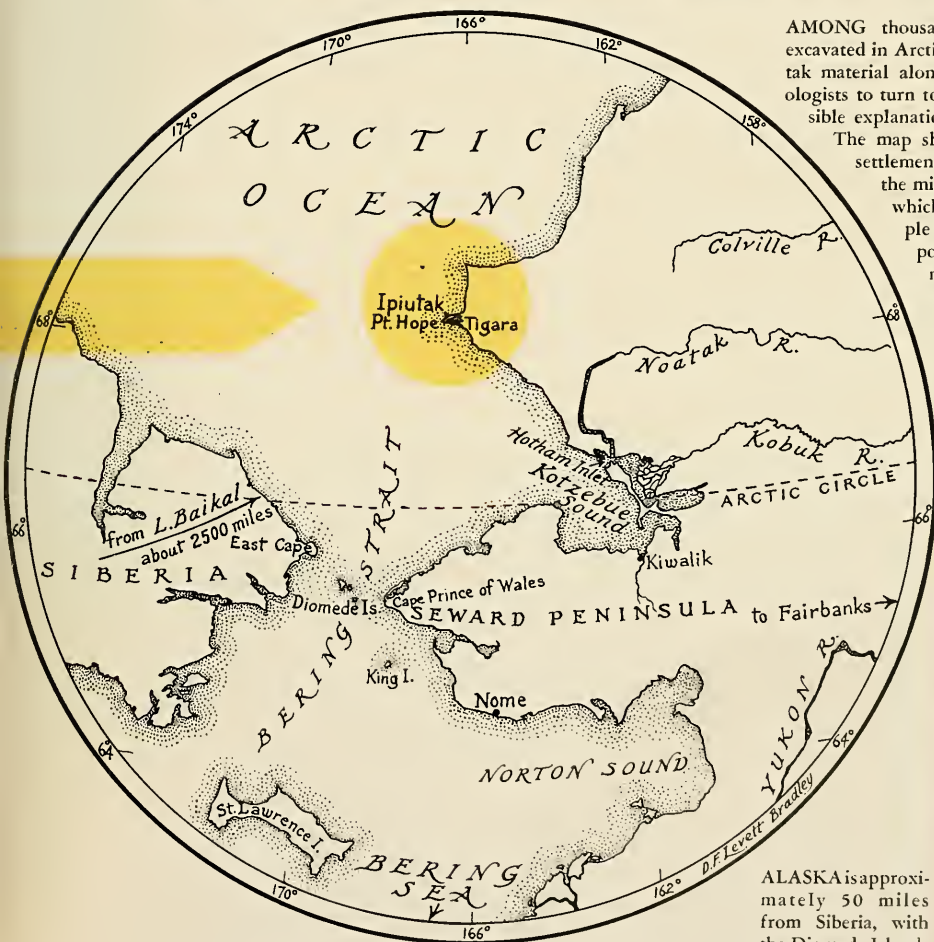 AMONG thousa
excavated in Arcti
tak material alon
ologists to turn to
sible explanatio
The map sh
settlemen
the mi
which
ple
po
166°
170°
162°
174°
158°
ARCTIC
OCEAN
Colville R.
Ipiutak
Pt. Hope Tigara
68°
68°
Noatak R.
Kobuk R.
Hotham Inlet
Kotzebue
Sound
ARCTIC CIRCLE
66°
66°
from L. Baikal
about 2500 miles
East Cape
SIBERIA
Kiwalik
BERING STRAIT
Diomede Is.
Cape Prince of Wales
SEWARD PENINSULA to Fairbanks
King I.
Nome
YUKON R.
64°
64°
NORTON SOUND
St. Lawrence I.
BERING
SEA
D.F. Levett Bradley
170°
162°
166°
ALASKA is approxi-
mately 50 miles
from Siberia, with